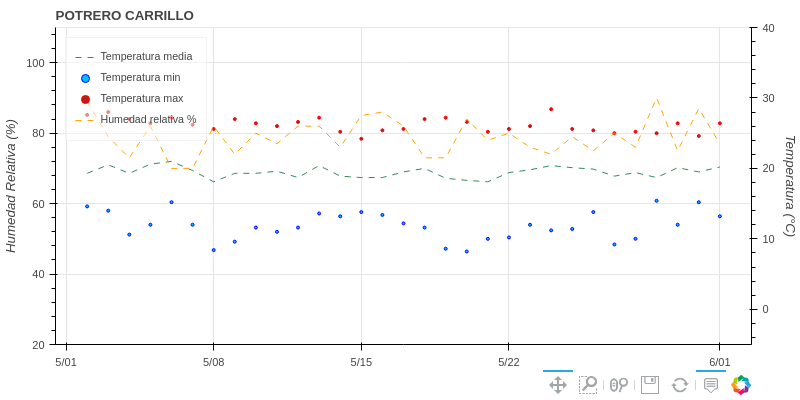 POTRERO CARRILLO
Temperatura media
Temperatura min
Temperatura max
Humedad relativa %
Humedad Relativa (%)
100
80
60
40
20
Temperatura (°C)
40
30
20
10
0
5/01 5/08 5/15 5/22 6/01